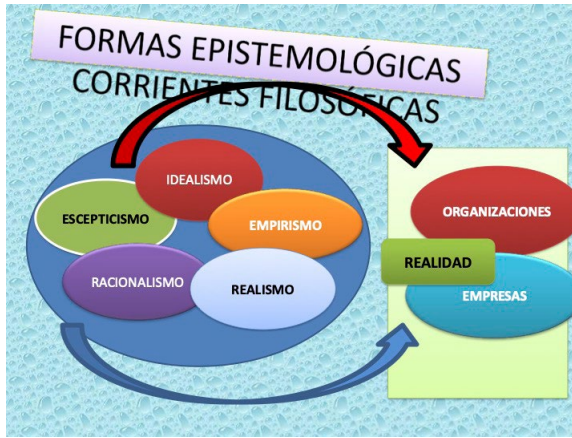 FORMAS EPISTEMOLÓGICAS
CORRIENTES FILOSÓFICAS
IDEALISMO
ESCEPTICISMO
EMPIRISMO
RACIONALISMO
REALISMO
ORGANIZACIONES
REALIDAD
EMPRESAS